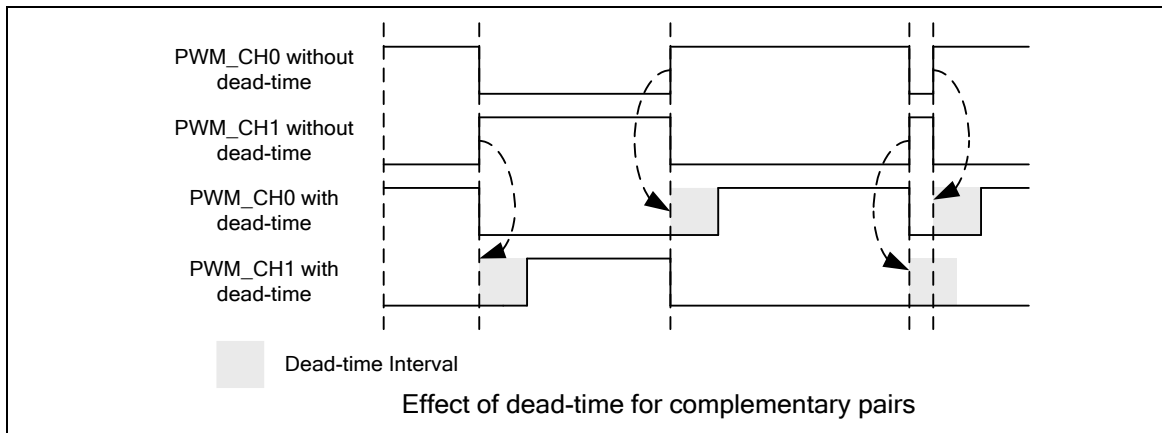 PWM_CH0 without
dead-time
PWM_CH1 without
dead-time
PWM_CH0 with
dead-time
PWM_CH1 with
dead-time
Dead-time Interval
Effect of dead-time for complementary pairs